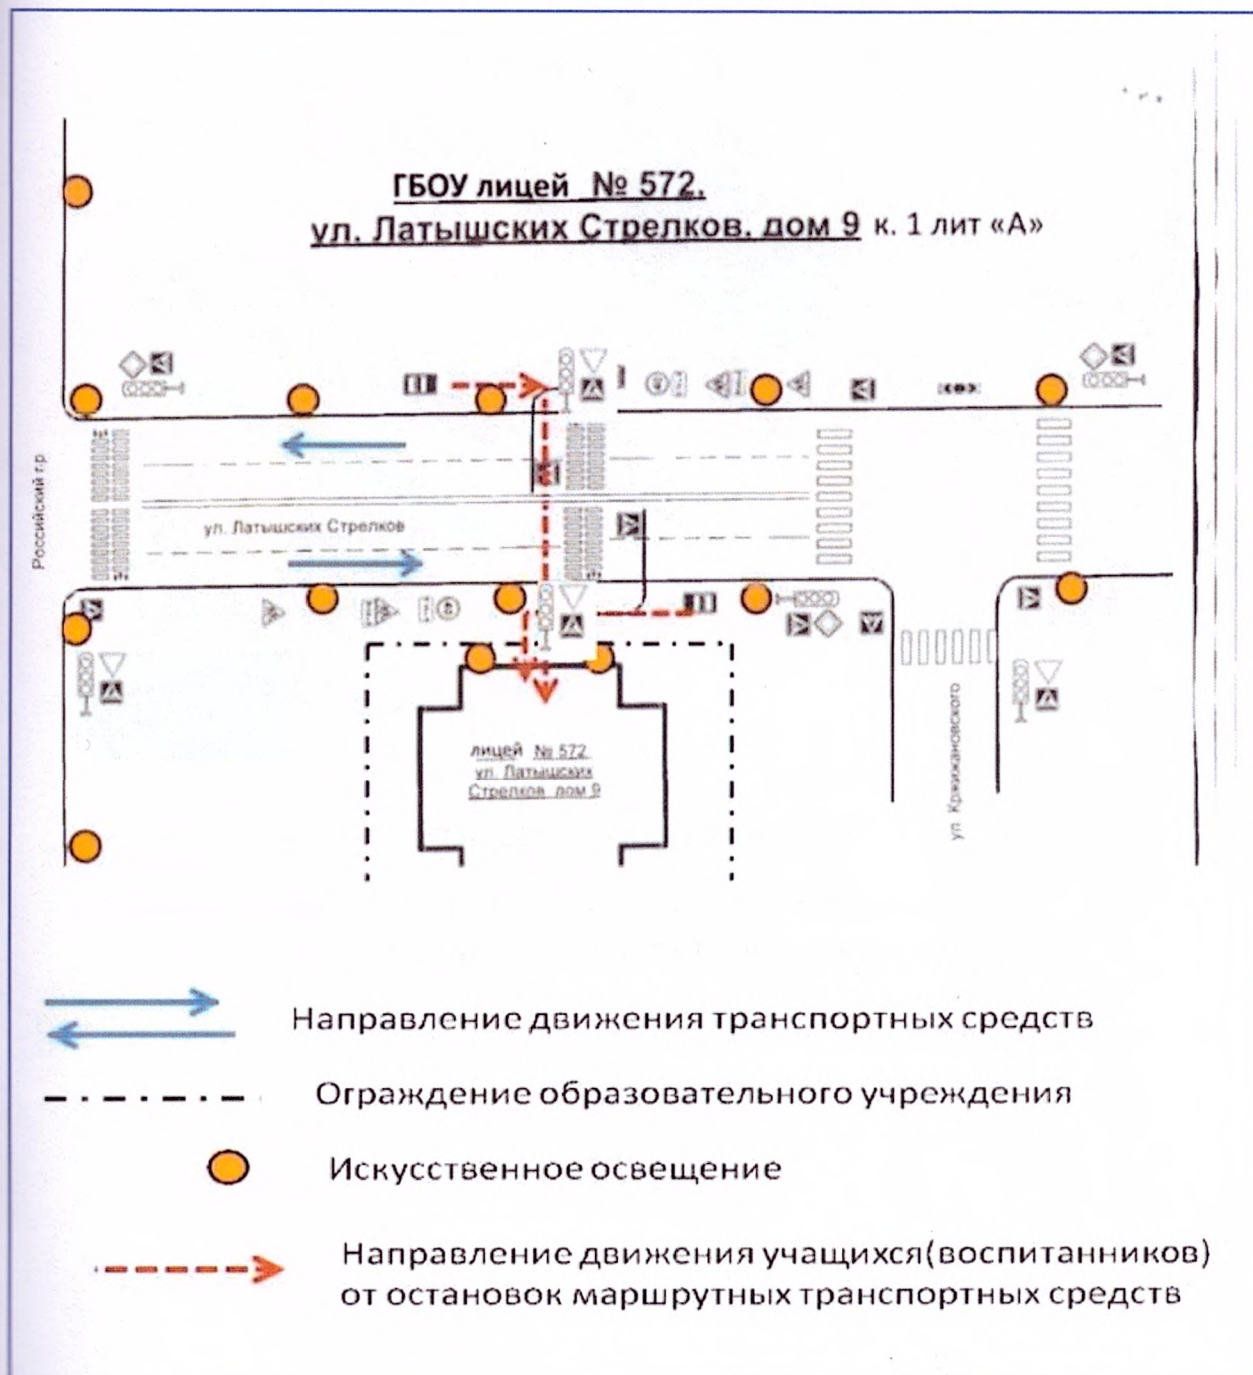 ГБОУ лицей № 572.
ул. Латышских Стрелков. дом 9 к. 1 лит «А»
Российский г.р
ул. Латышских Стрелков
лицей № 572.
ул. Латышских
Стрелков дом 9
ул Кржижановского
Направление движения транспортных средств
Ограждение образовательного учреждения
Искусственное освещение
Направление движения учащихся(воспитанников)
от остановок маршрутных транспортных средств